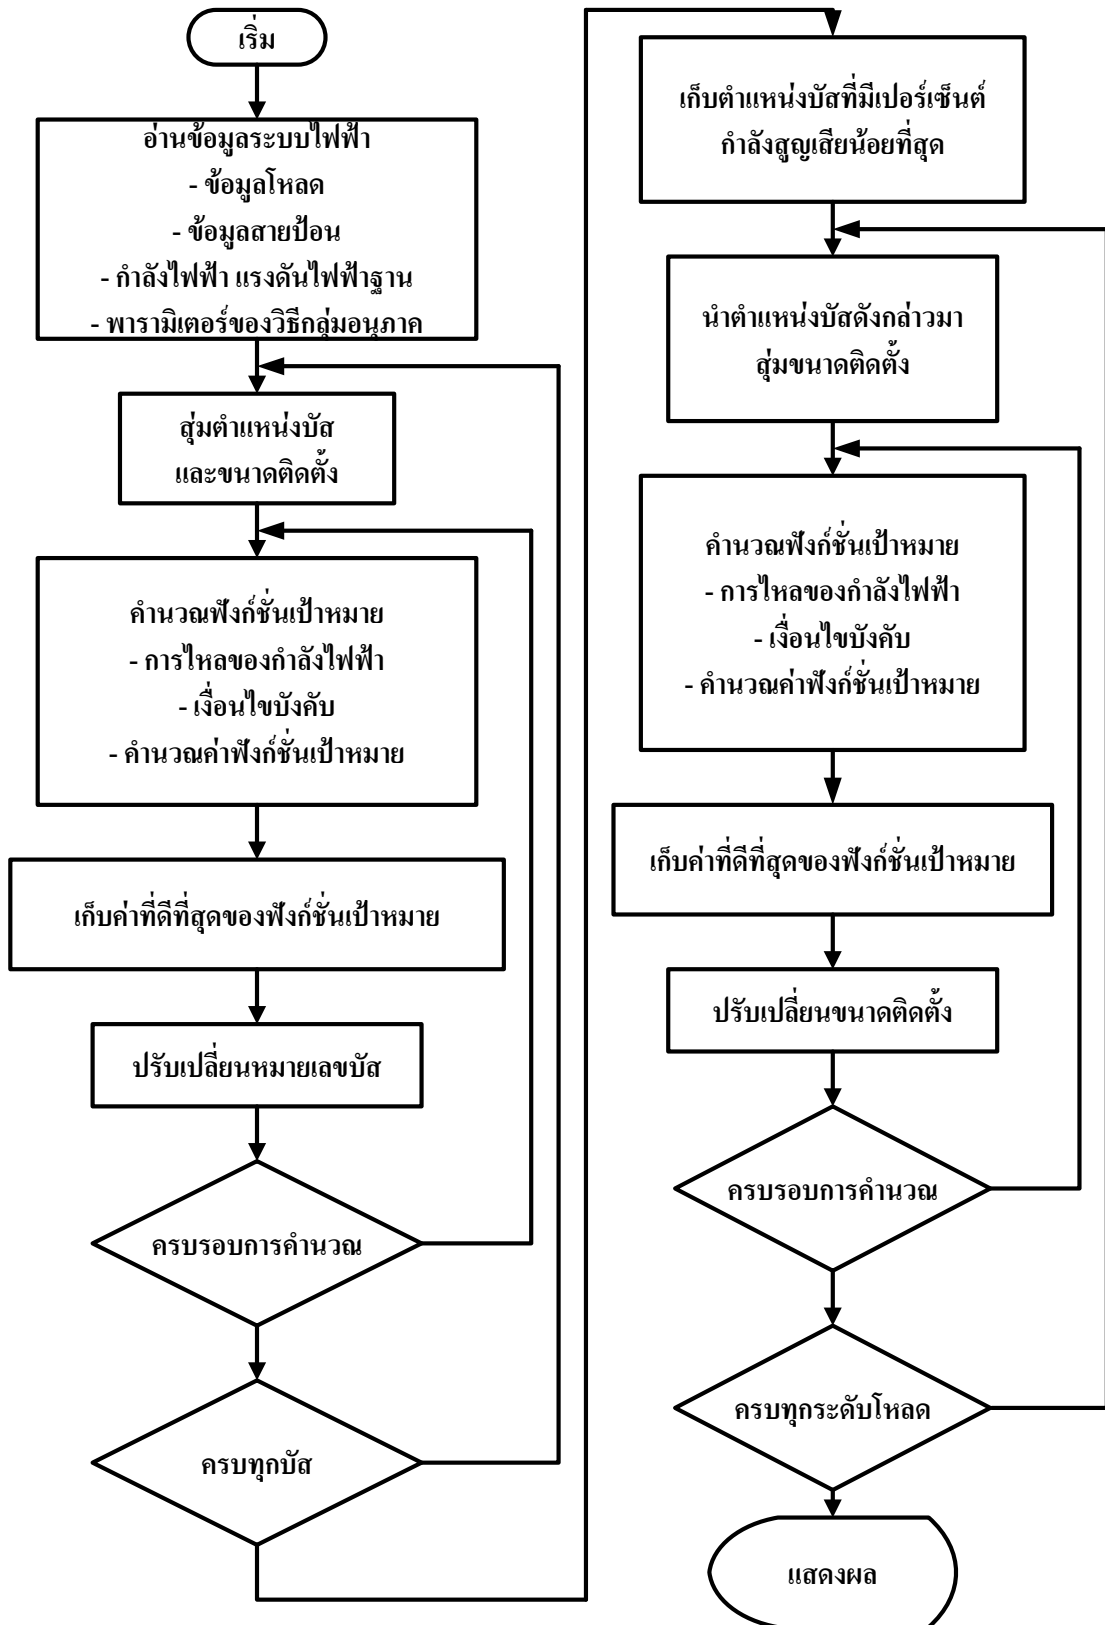 เริ่ม
อ่านข้อมูลระบบไฟฟ้า
- ข้อมูลโหลด
- ข้อมูลสายป้อน
- กำลังไฟฟ้า แรงดันไฟฟ้าฐาน
- พารามิเตอร์ของวิธีกลุ่มอนุภาค
สุ่มตำแหน่งบัส
และขนาดติดตั้ง
คำนวณฟังก์ชั่นเป้าหมาย
- การไหลของกำลังไฟฟ้า
- เงื่อนไขบังคับ
- คำนวณค่าฟังก์ชั่นเป้าหมาย
เก็บค่าที่ดีที่สุดของฟังก์ชั่นเป้าหมาย
ปรับเปลี่ยนหมายเลขบัส
ครบรอบการคำนวณ
ครบทุกบัส
เก็บตำแหน่งบัสที่มีเปอร์เซ็นต์
กำลังสูญเสียน้อยที่สุด
นำตำแหน่งบัสดังกล่าวมา
สุ่มขนาดติดตั้ง
คำนวณฟังก์ชั่นเป้าหมาย
- การไหลของกำลังไฟฟ้า
- เงื่อนไขบังคับ
- คำนวณค่าฟังก์ชั่นเป้าหมาย
เก็บค่าที่ดีที่สุดของฟังก์ชั่นเป้าหมาย
ปรับเปลี่ยนขนาดติดตั้ง
ครบรอบการคำนวณ
ครบทุกระดับโหลด
แสดงผล